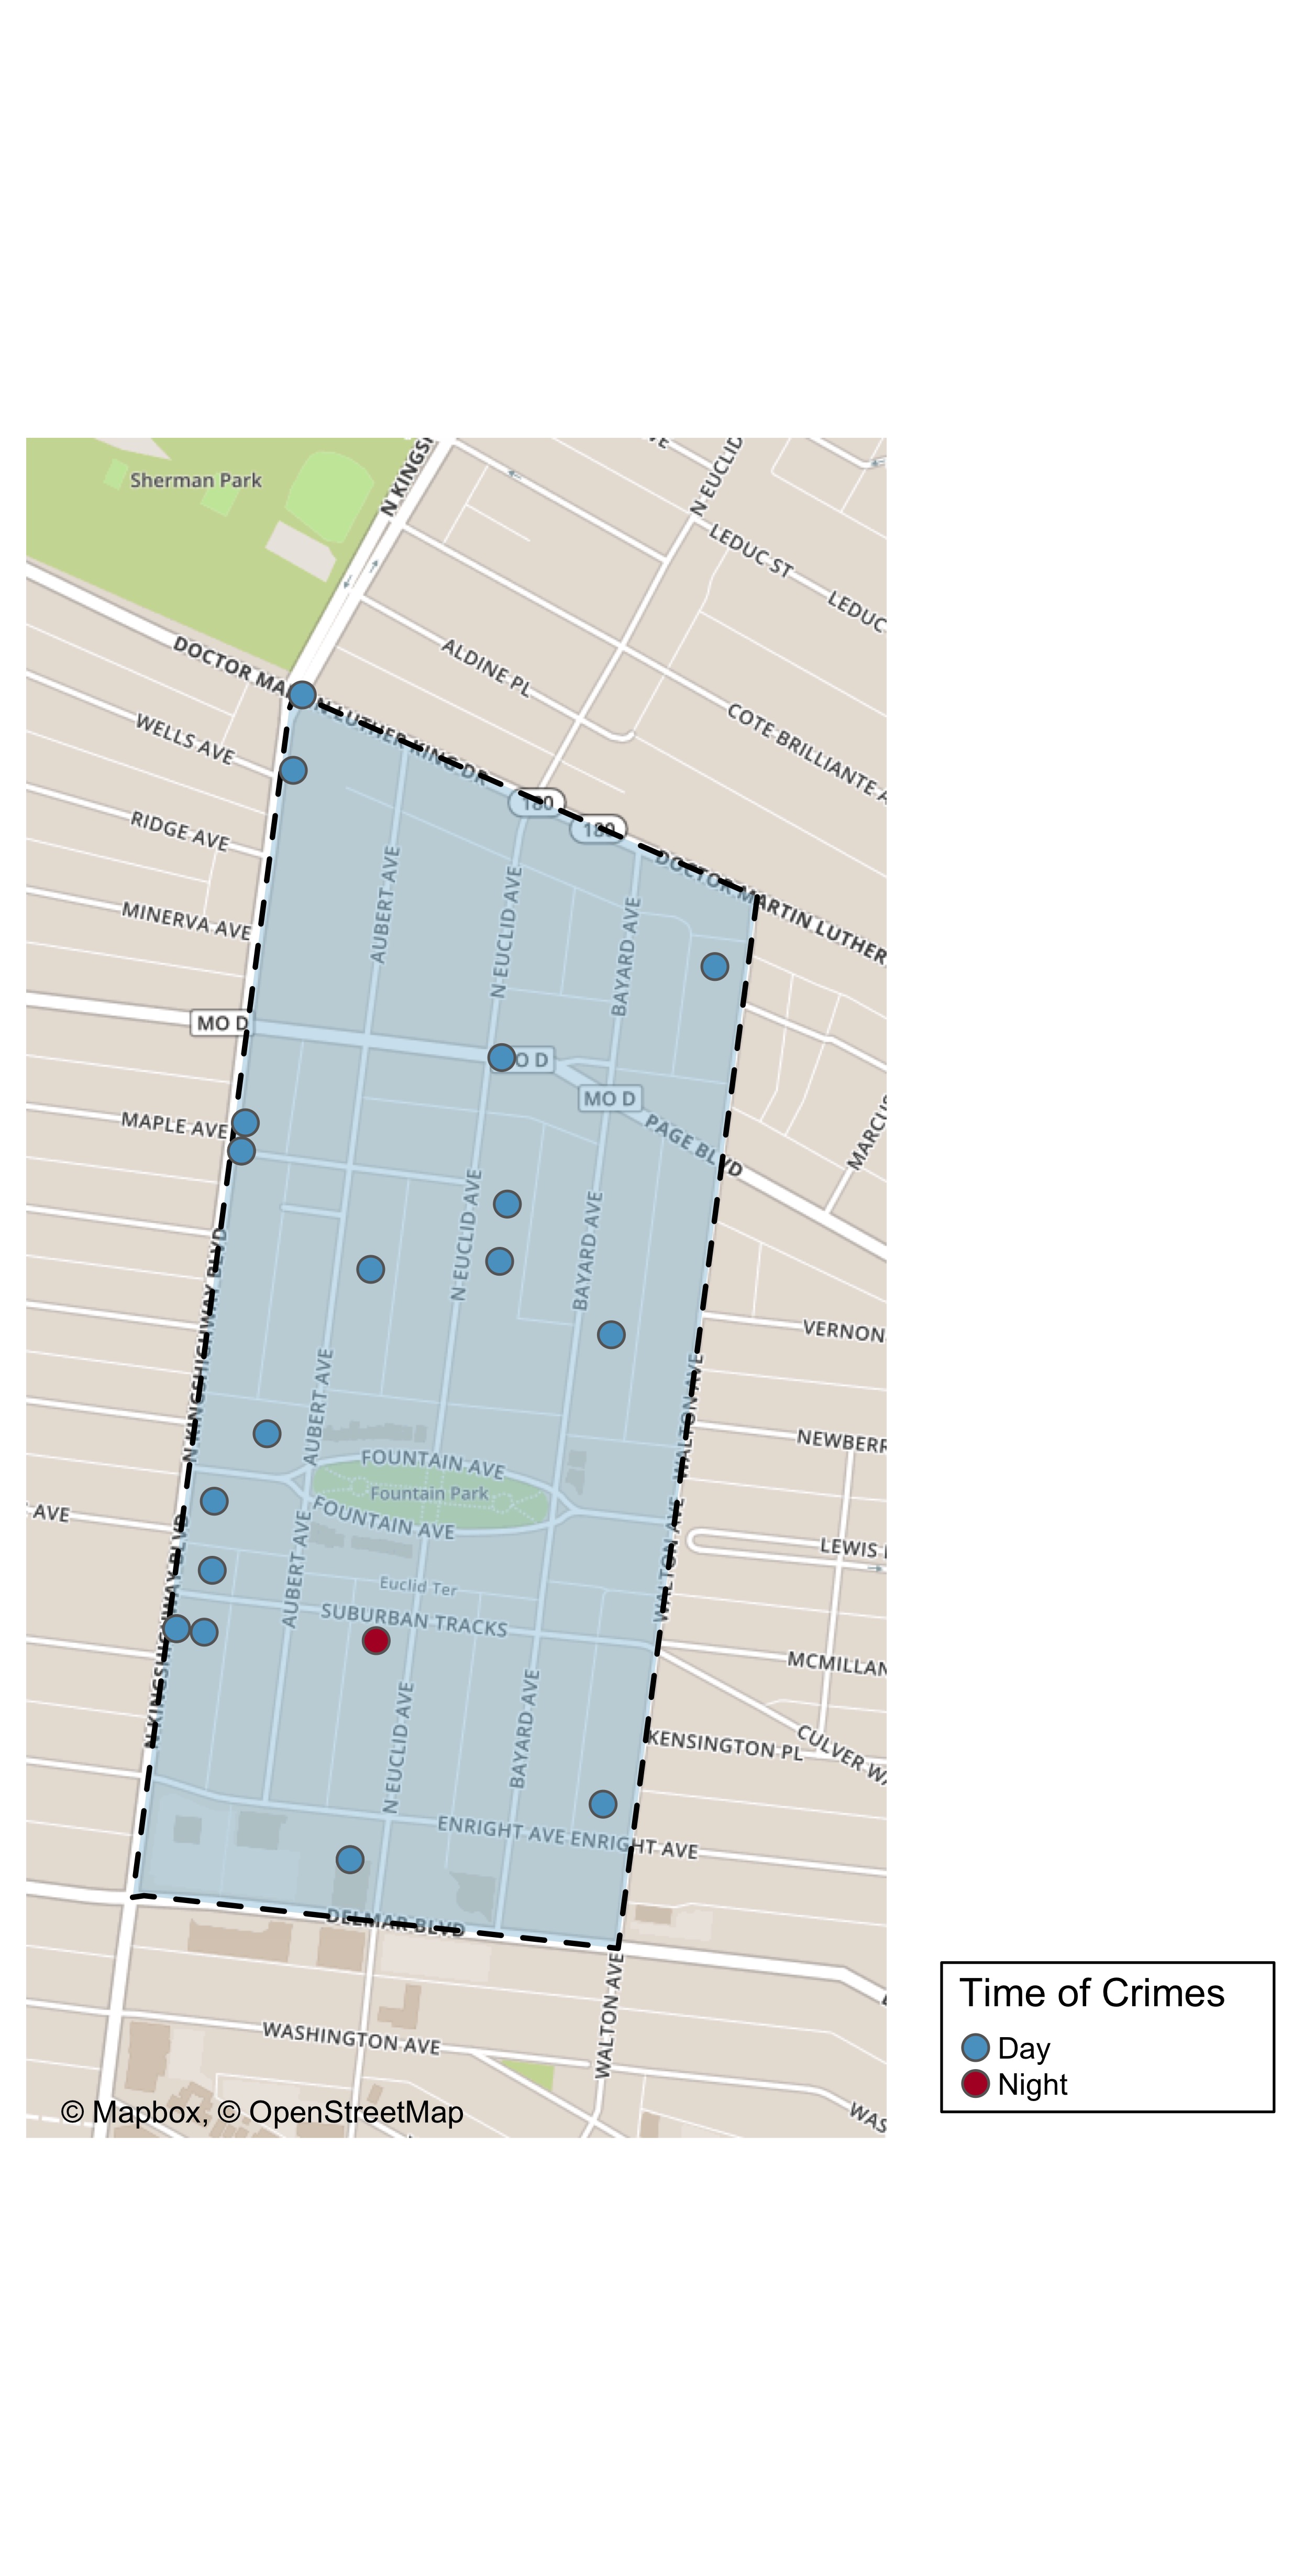 Sherman Park
N KINGSI
N EUCLID
LEDUC ST
LEDUC
ALDINE PL
DOCTOR MA
N LUTHER KING DR
WELLS AVE
COTE BRILLIANTE A
RIDGE AVE
180
180
DOCTOR MARTIN LUTHER
AUBERT AVE
N EUCLID AVE
BAYARD AVE
MINERVA AVE
MO D
O D
MO D
PAGE BLVD
MARCUS
MAPLE AVE
N EUCLID AVE
BAYARD AVE
N KINGSHIGHWAY BLVD
VERNON
AUBERT AVE
WALTON AVE
NEWBERR
FOUNTAIN AVE
Fountain Park
FOUNTAIN AVE
AVE
WALTON AVE
LEWIS
AUBERT AVE
Euclid Ter
SUBURBAN TRACKS
N KINGSHIGHWAY BLVD
MCMILLAN
N EUCLID AVE
BAYARD AVE
KENSINGTON PL
CULVER WA
ENRIGHT AVE
ENRIGHT AVE
DELMAR BLVD
WALTON AVE
WASHINGTON AVE
WAS
© Mapbox, © OpenStreetMap
Time of Crimes
Day
Night